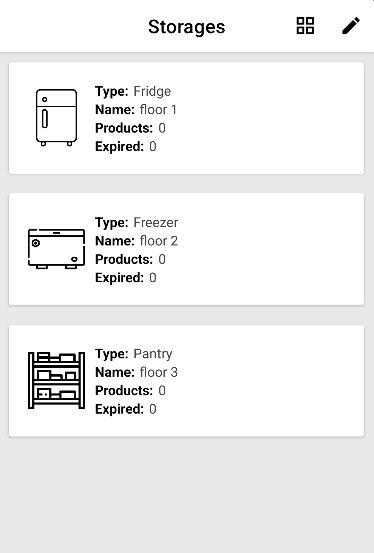 Storages
Type: Fridge
Name: floor 1
Products: 0
Expired: 0
Type: Freezer
Name: floor 2
Products: 0
Expired: 0
Type: Pantry
Name: floor 3
Products: 0
Expired: 0